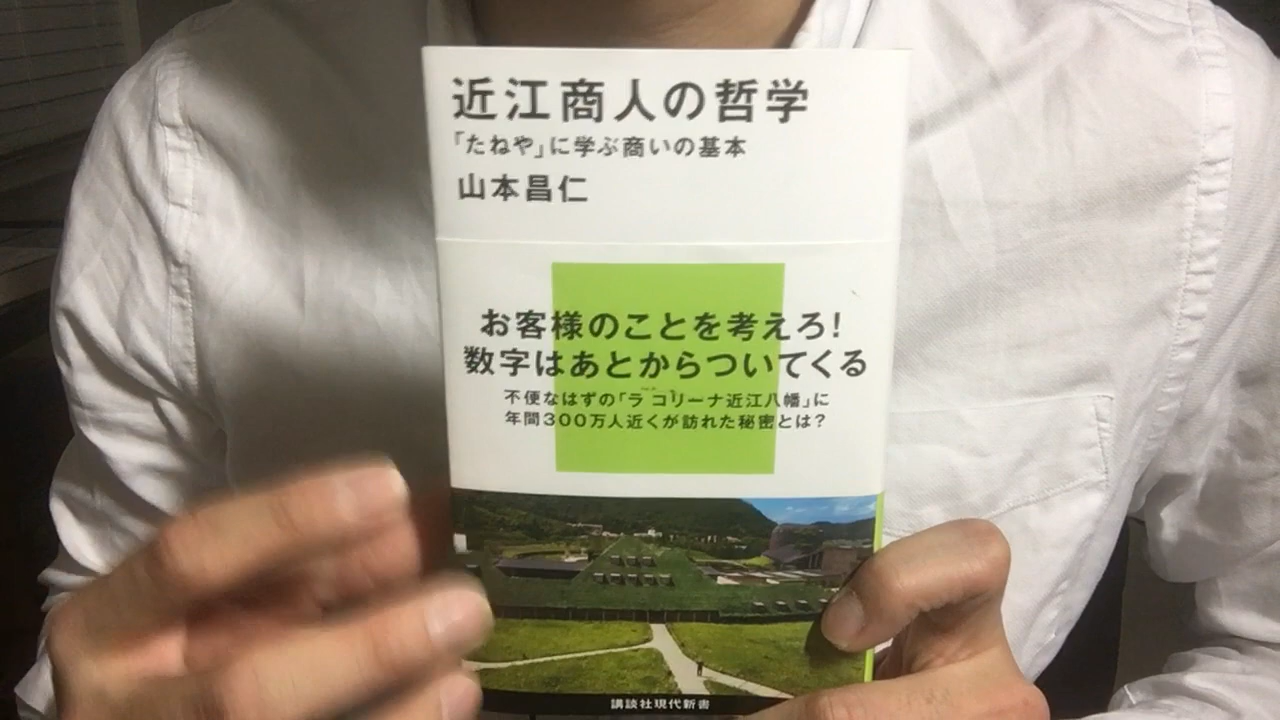 近江商人の哲学
「たねや」に学ぶ商いの基本
山本昌仁
お客様のことを考えろ!
数字はあとからついてくる
不便なはずの「ラ コリーナ近江八幡」に
年間300万人近くが訪れた秘密とは?
講談社現代新書